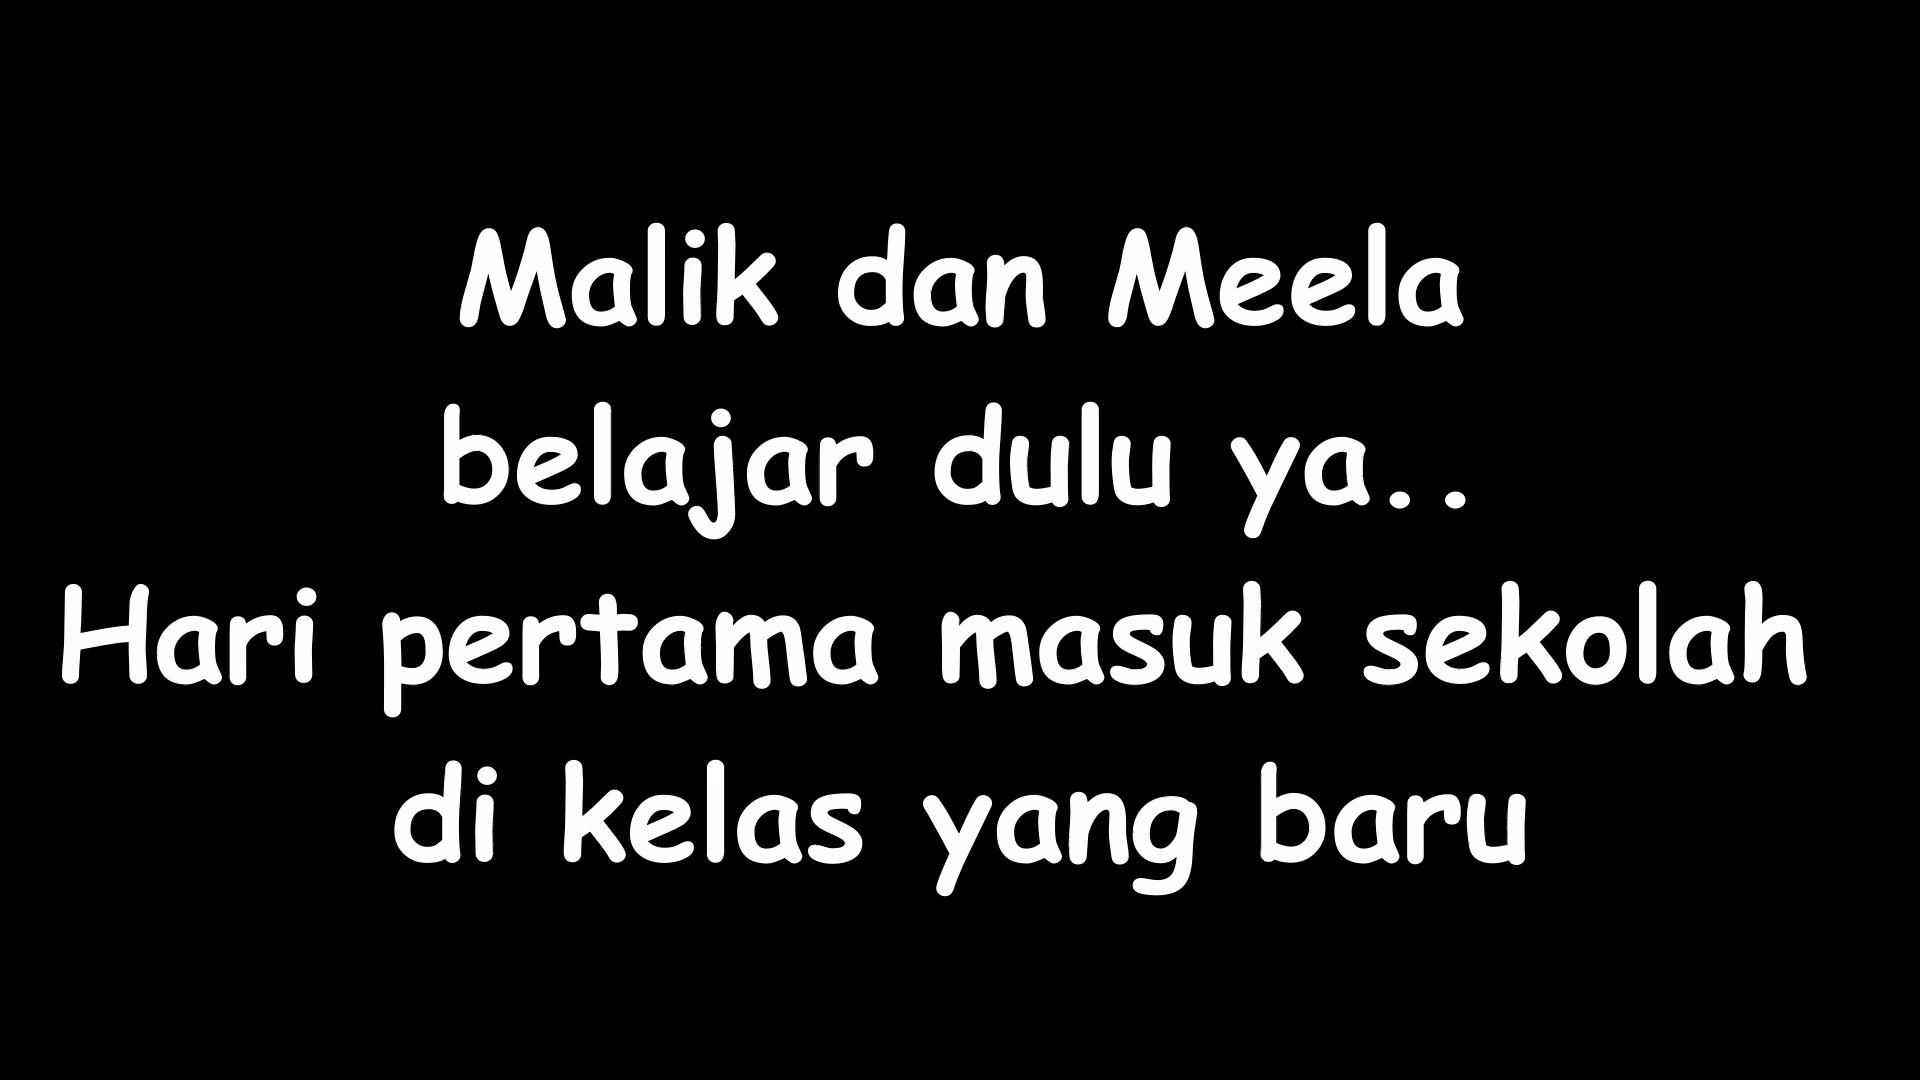 Malik dan Meela
belajar dulu ya..
Hari pertama masuk sekolah
di kelas yang baru